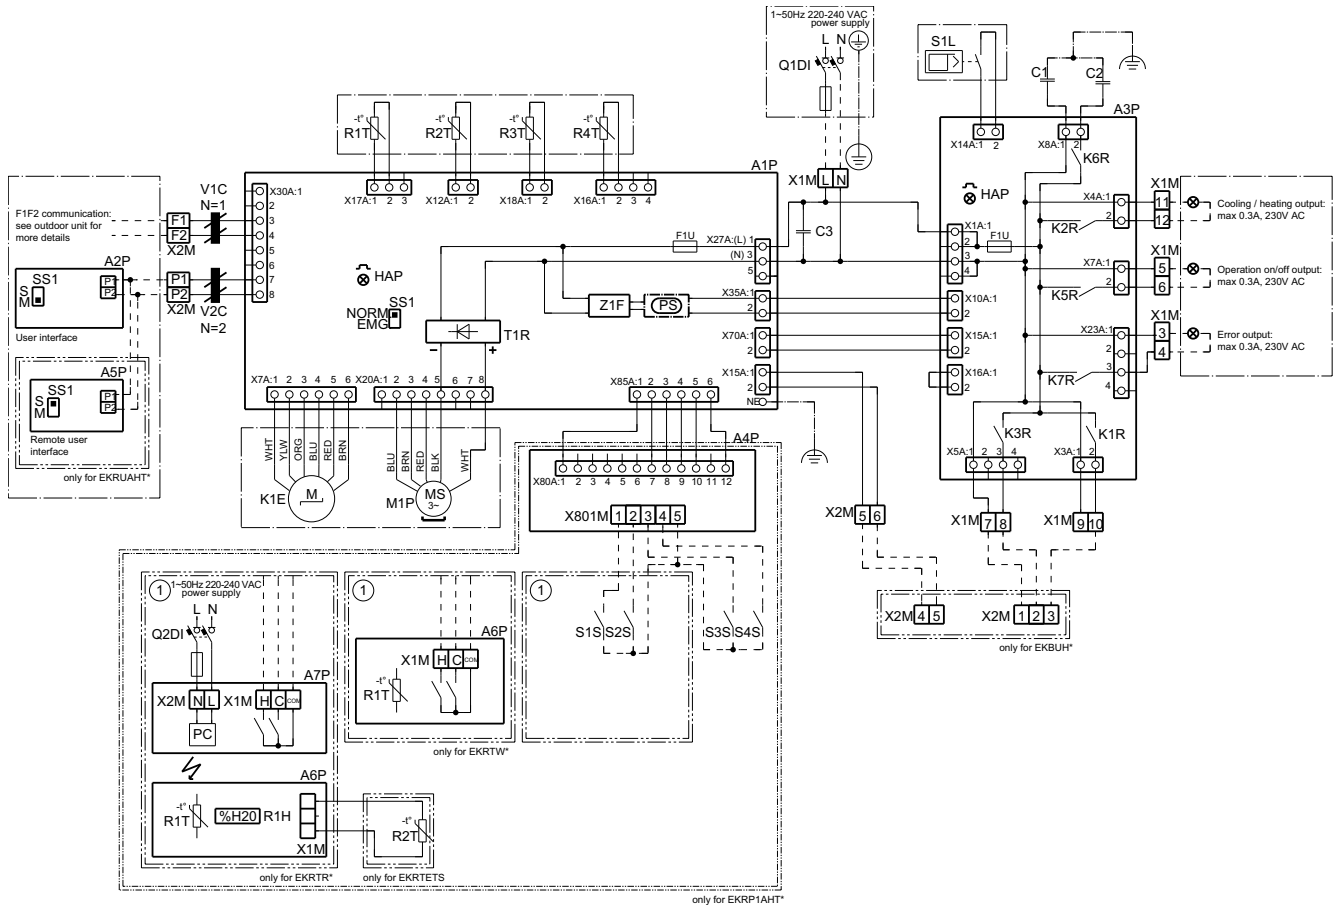 1~50Hz 220-240 VAC
power supply
L N
Q1DI
S1L
C1 C2
A3P
X14A:1 2
X8A:1 2
K6R
-t° R1T
-t° R2T
-t° R3T
-t° R4T
X17A:1 2 3
X12A:1 2
X18A:1 2
X16A:1 2 3 4
A1P
X1M L N
HAP
X4A:1
2
K2R
X1M
11
12
Cooling / heating output:
max 0.3A, 230V AC
F1F2 communication:
see outdoor unit for
more details
F1
F2
X2M
V1C
N=1
X30A:1
2
3
4
5
6
7
8
A2P
SS1
S
M
P1
P2
User interface
P1
P2
X2M
V2C
N=2
A5P
SS1
S
M
P1
P2
Remote user
interface
only for EKRUAHT*
HAP
SS1
NORM
EMG
F1U
X27A:(L) 1
(N) 3
5
C3
X1A:1
2
3
4
F1U
X7A:1
2
K5R
X1M
5
6
Operation on/off output:
max 0.3A, 230V AC
Z1F
PS
X35A:1
2
X10A:1
2
T1R
- +
X70A:1
2
X15A:1
2
X23A:1
2
3
4
K7R
X1M
3
4
Error output:
max 0.3A, 230V AC
X15A:1
2
NE
X16A:1
2
X7A:1 2 3 4 5 6
X20A:1 2 3 4 5 6 7 8
X85A:1 2 3 4 5 6
WHT YLW ORG BLU RED BRN
BLU BRN RED BLK WHT
K1E
M
M1P
MS
3~
A4P
X80A:1 2 3 4 5 6 7 8 9 10 11 12
X801M 1 2 3 4 5
K3R
K1R
X5A:1 2 3 4
X3A:1 2
X2M 5 6
X1M 7 8
X1M 9 10
X2M 4 5
X2M 1 2 3
only for EKBUH*
1
1~50Hz 220-240 VAC
power supply
L N
Q2DI
A7P
X2M N L
X1M H C COM
PC
A6P
-t°
R1T
%H20
R1H
X1M
only for EKRTR*
1
A6P
X1M H C COM
-t°
R1T
only for EKRTW*
1
S1S S2S
S3S S4S
-t°
R2T
only for EKRTETS
only for EKRP1AHT*